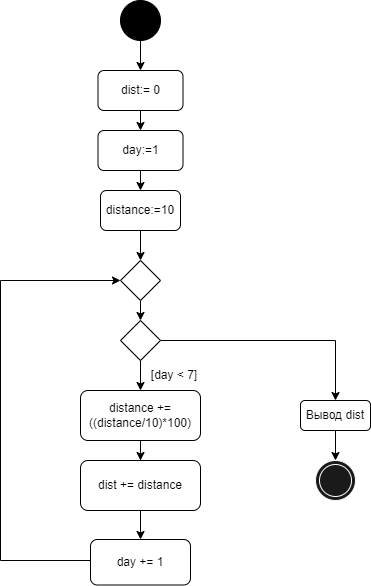 dist:= 0
day:=1
distance:=10
[day < 7]
distance +=
((distance/10)*100)
Вывод dist
dist += distance
day += 1